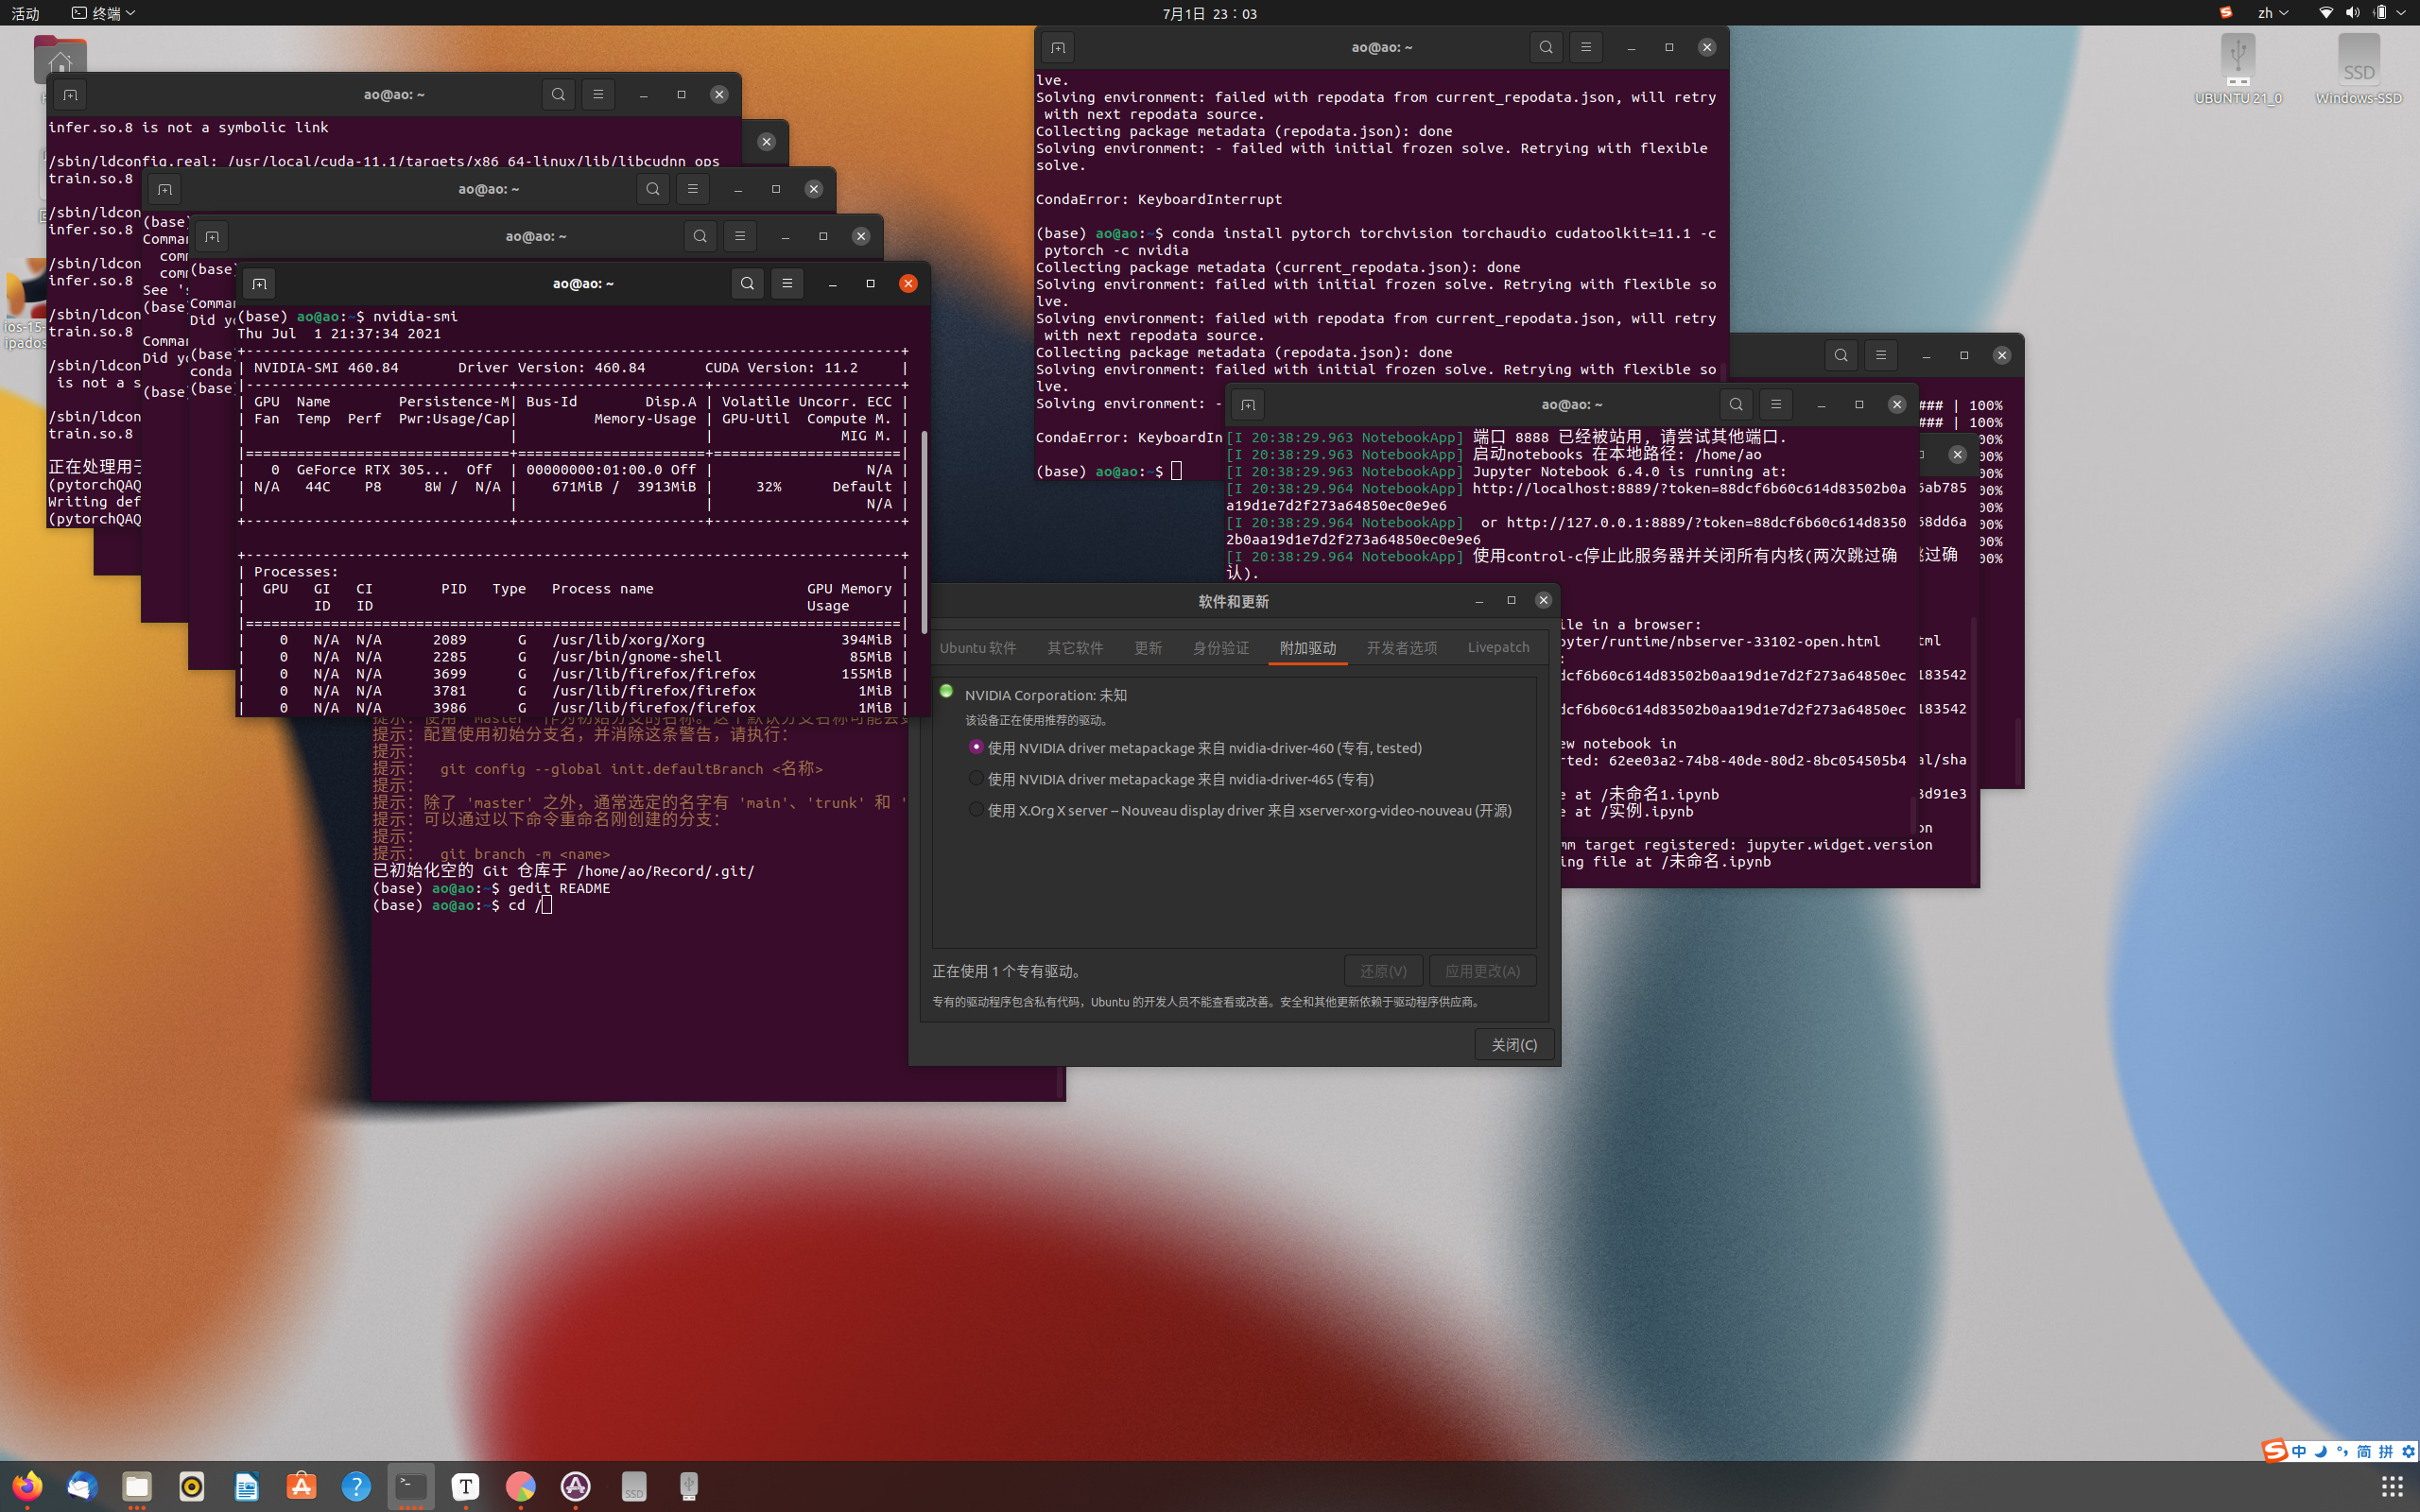 活动
终端
7月1日 23：03
zh
UBUNTU 21_0
SSD
Windows-SSD
ios-15-
ipados
ao@ao: ~
infer.so.8 is not a symbolic link
/sbin/ldconfig.real: /usr/local/cuda-11.1/targets/x86_64-linux/lib/libcudnn_ops
train.so.8
/sbin/ldcon
infer.so.8
/sbin/ldcon
infer.so.8
/sbin/ldcon
train.so.8
/sbin/ldcon
is not a s
/sbin/ldcon
train.so.8
正在处理用于
(pytorchQAQ
Writing def
(pytorchQAQ
ao@ao: ~
(base)
Comman
comm
comm
See 's
(base)
Comman
Did yo
(base)
ao@ao: ~
(base)
Comman
Did yo
(base)
conda
(base)
ao@ao: ~
(base) ao@ao:~$ nvidia-smi
Thu Jul  1 21:37:34 2021
+-----------------------------------------------------------------------------+
| NVIDIA-SMI 460.84       Driver Version: 460.84       CUDA Version: 11.2     |
|-------------------------------+----------------------+----------------------+
| GPU  Name        Persistence-M| Bus-Id        Disp.A | Volatile Uncorr. ECC |
| Fan  Temp  Perf  Pwr:Usage/Cap|         Memory-Usage | GPU-Util  Compute M. |
|                               |                      |               MIG M. |
|===============================+======================+======================|
|   0  GeForce RTX 305...  Off  | 00000000:01:00.0 Off |                  N/A |
| N/A   44C    P8     8W /  N/A |    671MiB /  3913MiB |     32%      Default |
|                               |                      |                  N/A |
+-------------------------------+----------------------+----------------------+
+-----------------------------------------------------------------------------+
| Processes:                                                                  |
|  GPU   GI   CI        PID   Type   Process name                  GPU Memory |
|        ID   ID                                                   Usage      |
|=============================================================================|
|    0   N/A  N/A      2089      G   /usr/lib/xorg/Xorg                394MiB |
|    0   N/A  N/A      2285      G   /usr/bin/gnome-shell               85MiB |
|    0   N/A  N/A      3699      G   /usr/lib/firefox/firefox          155MiB |
|    0   N/A  N/A      3781      G   /usr/lib/firefox/firefox            1MiB |
|    0   N/A  N/A      3986      G   /usr/lib/firefox/firefox            1MiB |
提示：配置使用初始分支名，并消除这条警告，请执行：
提示：
提示：  git config --global init.defaultBranch <名称>
提示：
提示：除了 'master' 之外，通常选定的名字有 'main'、'trunk' 和 '
提示：可以通过以下命令重命名刚创建的分支：
提示：
提示：  git branch -m <name>
已初始化空的 Git 仓库于 /home/ao/Record/.git/
(base) ao@ao:~$ gedit README
(base) ao@ao:~$ cd /
ao@ao: ~
lve.
Solving environment: failed with repodata from current_repodata.json, will retry
with next repodata source.
Collecting package metadata (repodata.json): done
Solving environment: - failed with initial frozen solve. Retrying with flexible
solve.
CondaError: KeyboardInterrupt
(base) ao@ao:~$ conda install pytorch torchvision torchaudio cudatoolkit=11.1 -c
pytorch -c nvidia
Collecting package metadata (current_repodata.json): done
Solving environment: failed with initial frozen solve. Retrying with flexible so
lve.
Solving environment: failed with repodata from current_repodata.json, will retry
with next repodata source.
Collecting package metadata (repodata.json): done
Solving environment: failed with initial frozen solve. Retrying with flexible so
lve.
Solving environment: -
CondaError: KeyboardIn
(base) ao@ao:~$
ao@ao: ~
[I 20:38:29.963 NotebookApp] 端口 8888 已经被站用, 请尝试其他端口.
[I 20:38:29.963 NotebookApp] 启动notebooks 在本地路径: /home/ao
[I 20:38:29.963 NotebookApp] Jupyter Notebook 6.4.0 is running at:
[I 20:38:29.964 NotebookApp] http://localhost:8889/?token=88dcf6b60c614d83502b0a
a19d1e7d2f273a64850ec0e9e6
[I 20:38:29.964 NotebookApp]  or http://127.0.0.1:8889/?token=88dcf6b60c614d8350
2b0aa19d1e7d2f273a64850ec0e9e6
[I 20:38:29.964 NotebookApp] 使用control-c停止此服务器并关闭所有内核(两次跳过确
认).
ile in a browser:
pyter/runtime/nbserver-33102-open.html
:
dcf6b60c614d83502b0aa19d1e7d2f273a64850ec
dcf6b60c614d83502b0aa19d1e7d2f273a64850ec
ew notebook in
rted: 62ee03a2-74b8-40de-80d2-8bc054505b4
e at /未命名1.ipynb
e at /实例.ipynb
### | 100%
### | 100%
00%
00%
00%
00%
00%
00%
00%
00%
6ab785
68dd6a
跳过确
tml
183542
183542
al/sha
3d91e3
on
mm target registered: jupyter.widget.version
ing file at /未命名.ipynb
软件和更新
Ubuntu 软件
其它软件
更新
身份验证
附加驱动
开发者选项
Livepatch
NVIDIA Corporation: 未知
该设备正在使用推荐的驱动。
使用 NVIDIA driver metapackage 来自 nvidia-driver-460 (专有, tested)
使用 NVIDIA driver metapackage 来自 nvidia-driver-465 (专有)
使用 X.Org X server -- Nouveau display driver 来自 xserver-xorg-video-nouveau (开源)
正在使用 1 个专有驱动。
还原(V)
应用更改(A)
专有的驱动程序包含私有代码，Ubuntu 的开发人员不能查看或改善。安全和其他更新依赖于驱动程序供应商。
关闭(C)
中
简
拼
SSD